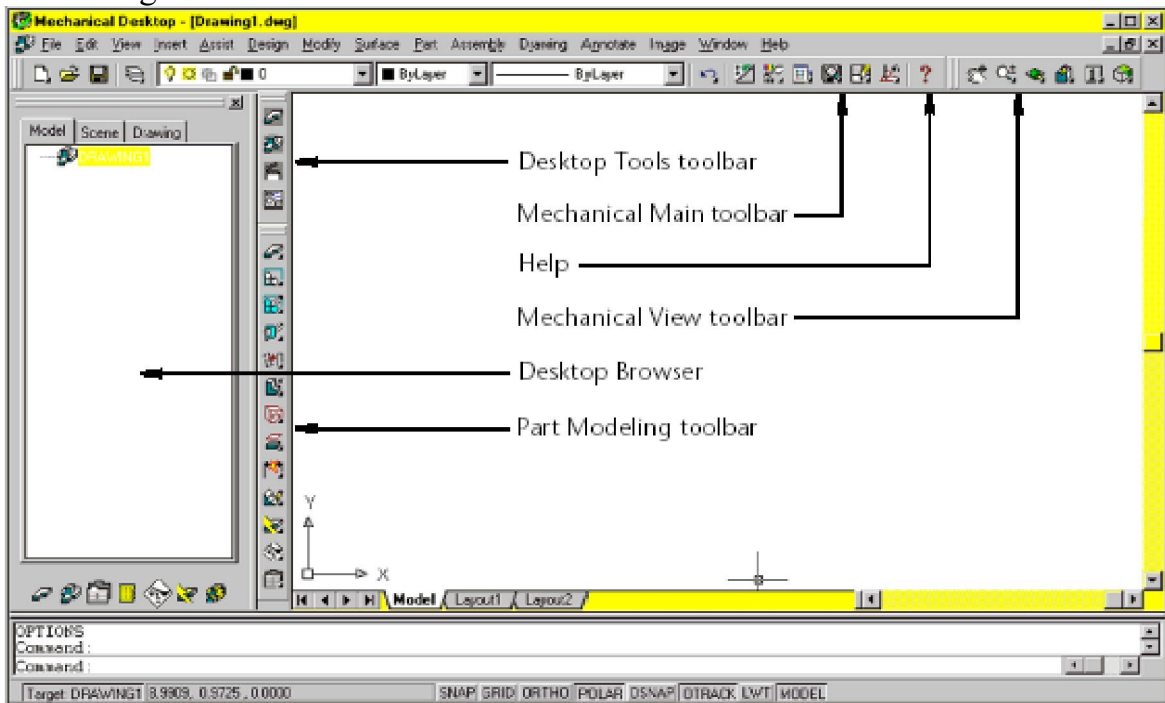 Mechanical Desktop - [Drawing1.dwg]
File Edit View Insert Assist Design Modify Surface Part Assembly Drawing Annotate Image Window Help
0 ByLayer ByLayer ?
Model Scene Drawing
DRAWING1
Desktop Tools toolbar
Mechanical Main toolbar
Help
Mechanical View toolbar
Desktop Browser
Part Modeling toolbar
Y
X
Model Layout1 Layout2
OPTIONS
Command:
Command:
Target: DRAWING1 8.9909, 0.9725, 0.0000 SNAP GRID ORTHO POLAR OSNAP OTRACK LWT MODEL